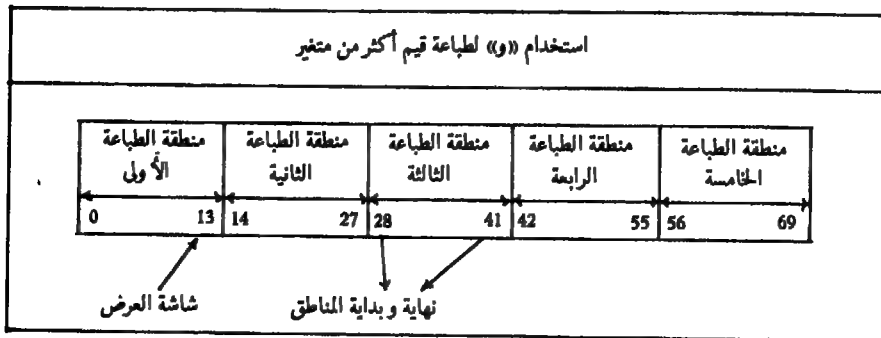 استخدام «و» لطباعة قيم أكثر من متغير
منطقة الطباعة الأولى
منطقة الطباعة الثانية
منطقة الطباعة الثالثة
منطقة الطباعة الرابعة
منطقة الطباعة الخامسة
0 13 14 27 28 41 42 55 56 69
شاشة العرض
نهاية و بداية المناطق